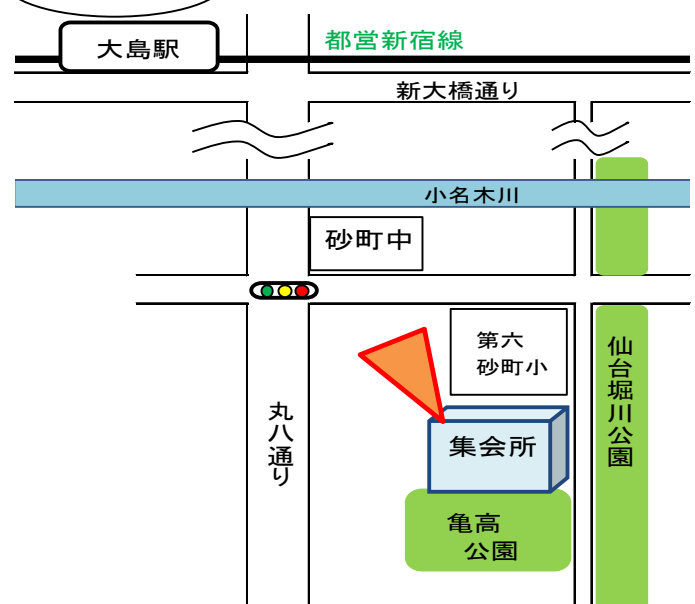 大島駅
都営新宿線
新大橋通り
小名木川
砂町中
第六
砂町小
仙台堀川公園
丸八通り
集会所
亀高
公園